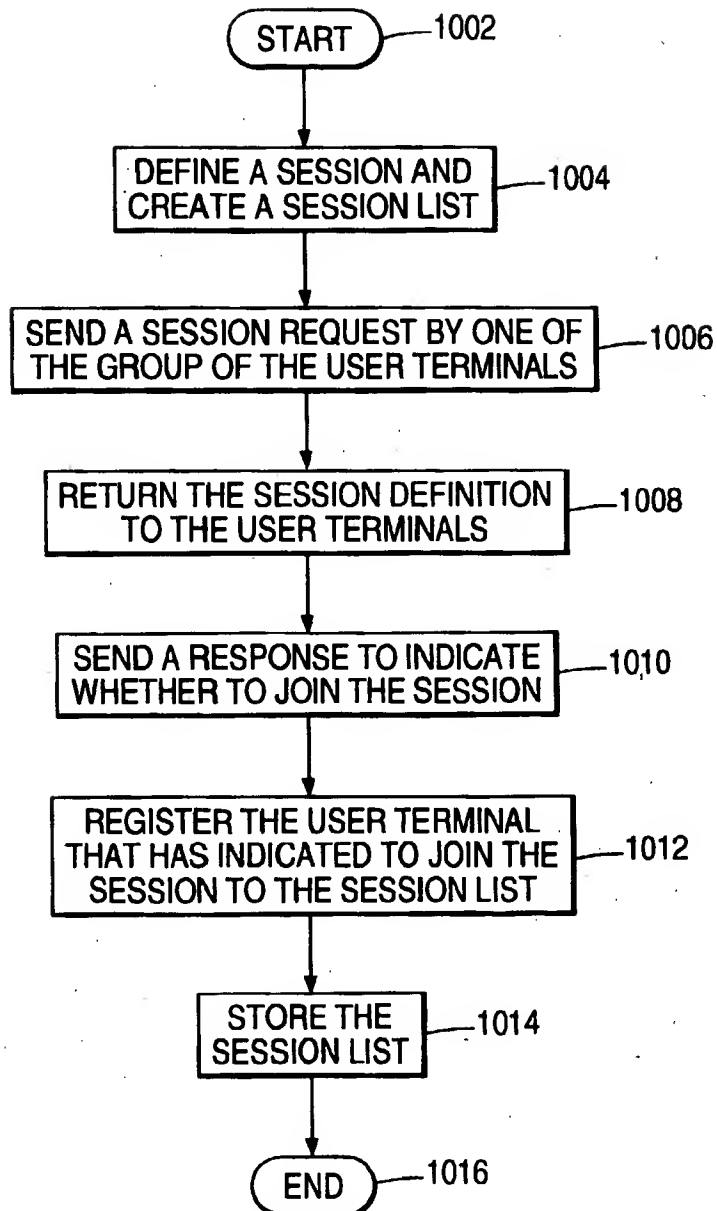 START
1002
DEFINE A SESSION AND
CREATE A SESSION LIST
1004
SEND A SESSION REQUEST BY ONE OF
THE GROUP OF THE USER TERMINALS
1006
RETURN THE SESSION DEFINITION
TO THE USER TERMINALS
1008
SEND A RESPONSE TO INDICATE
WHETHER TO JOIN THE SESSION
1010
REGISTER THE USER TERMINAL
THAT HAS INDICATED TO JOIN THE
SESSION TO THE SESSION LIST
1012
STORE THE
SESSION LIST
1014
END
1016